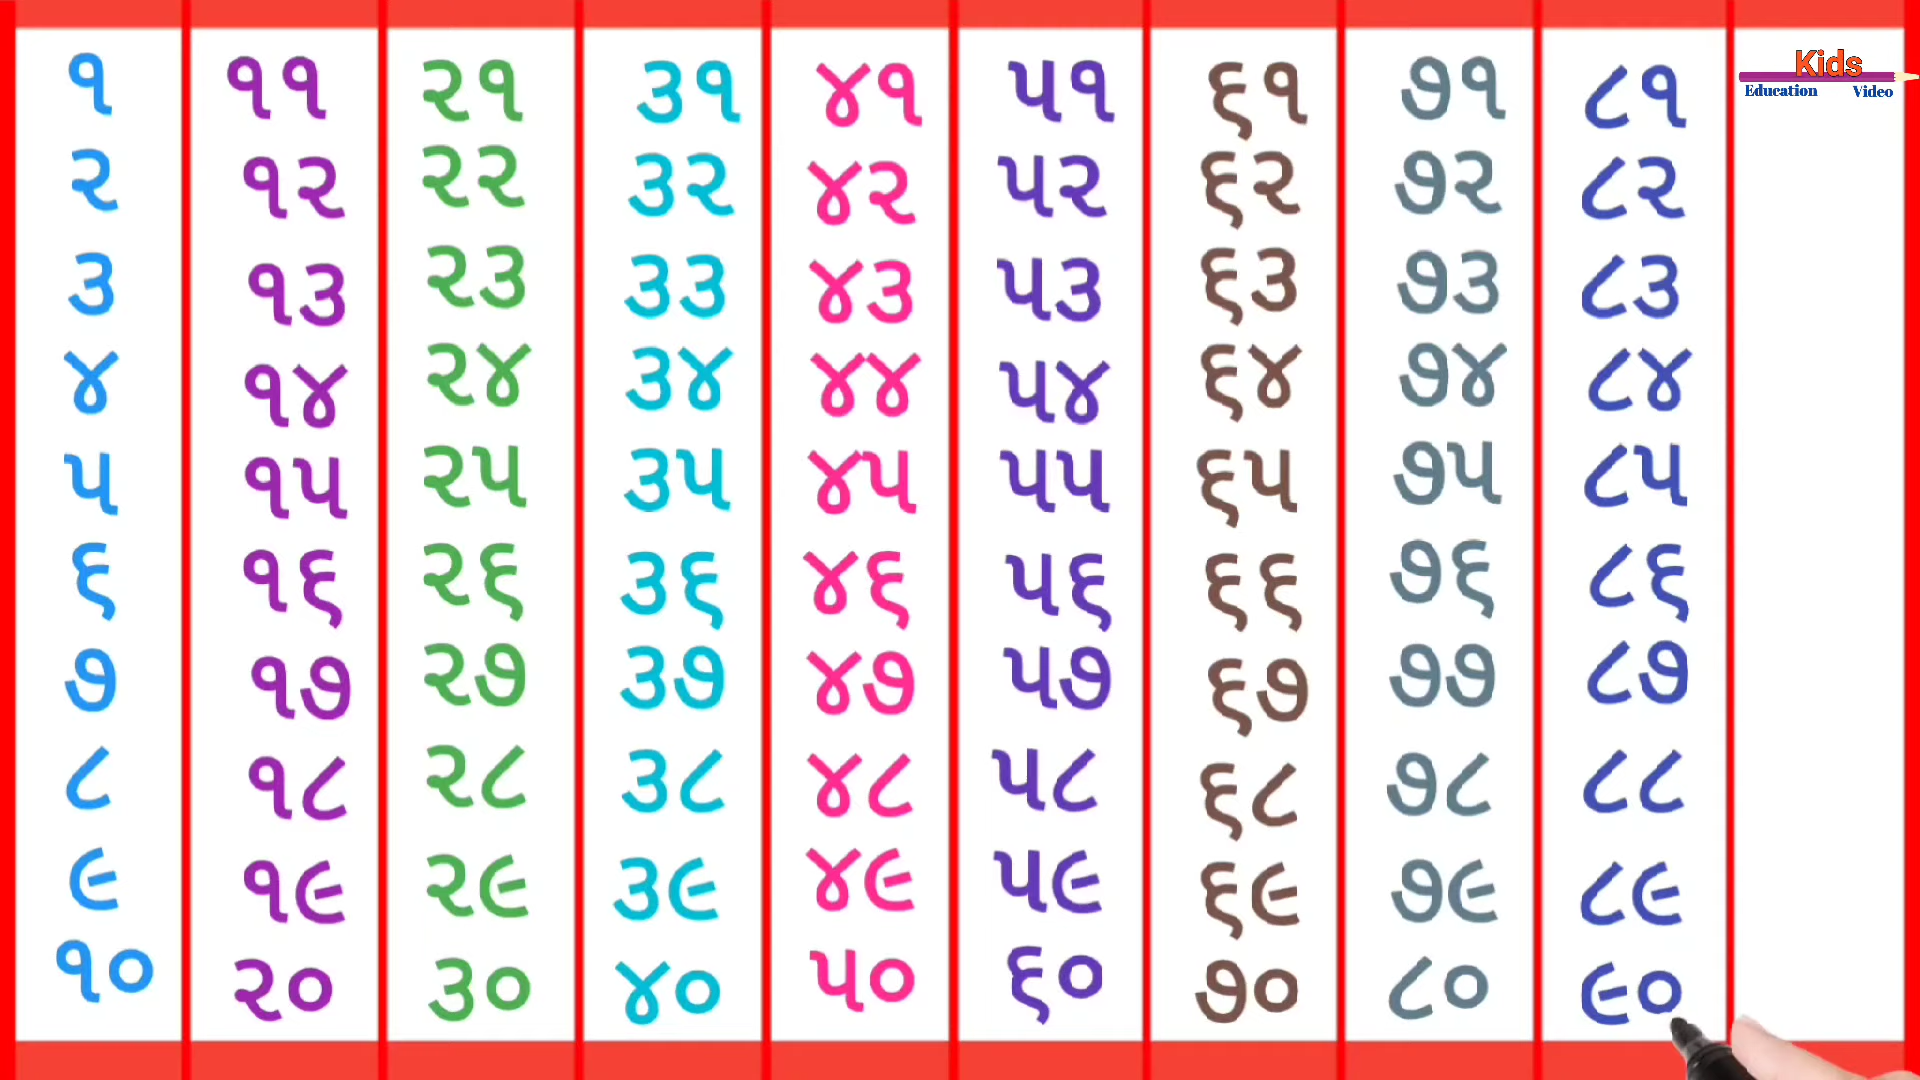 ૧ ૧૧ ૨૧ ૩૧ ૪૧ ૫૧ ૬૧ ૭૧ ૮૧
૨ ૧૨ ૨૨ ૩૨ ૪૨ ૫૨ ૬૨ ૭૨ ૮૨
૩ ૧૩ ૨૩ ૩૩ ૪૩ ૫૩ ૬૩ ૭૩ ૮૩
૪ ૧૪ ૨૪ ૩૪ ૪૪ ૫૪ ૬૪ ૭૪ ૮૪
૫ ૧૫ ૨૫ ૩૫ ૪૫ ૫૫ ૬૫ ૭૫ ૮૫
૬ ૧૬ ૨૬ ૩૬ ૪૬ ૫૬ ૬૬ ૭૬ ૮૬
૭ ૧૭ ૨૭ ૩૭ ૪૭ ૫૭ ૬૭ ૭૭ ૮૭
૮ ૧૮ ૨૮ ૩૮ ૪૮ ૫૮ ૬૮ ૭૮ ૮૮
૯ ૧૯ ૨૯ ૩૯ ૪૯ ૫૯ ૬૯ ૭૯ ૮૯
૧૦ ૨૦ ૩૦ ૪૦ ૫૦ ૬૦ ૭૦ ૮૦ ૯૦
Kids
Education Video